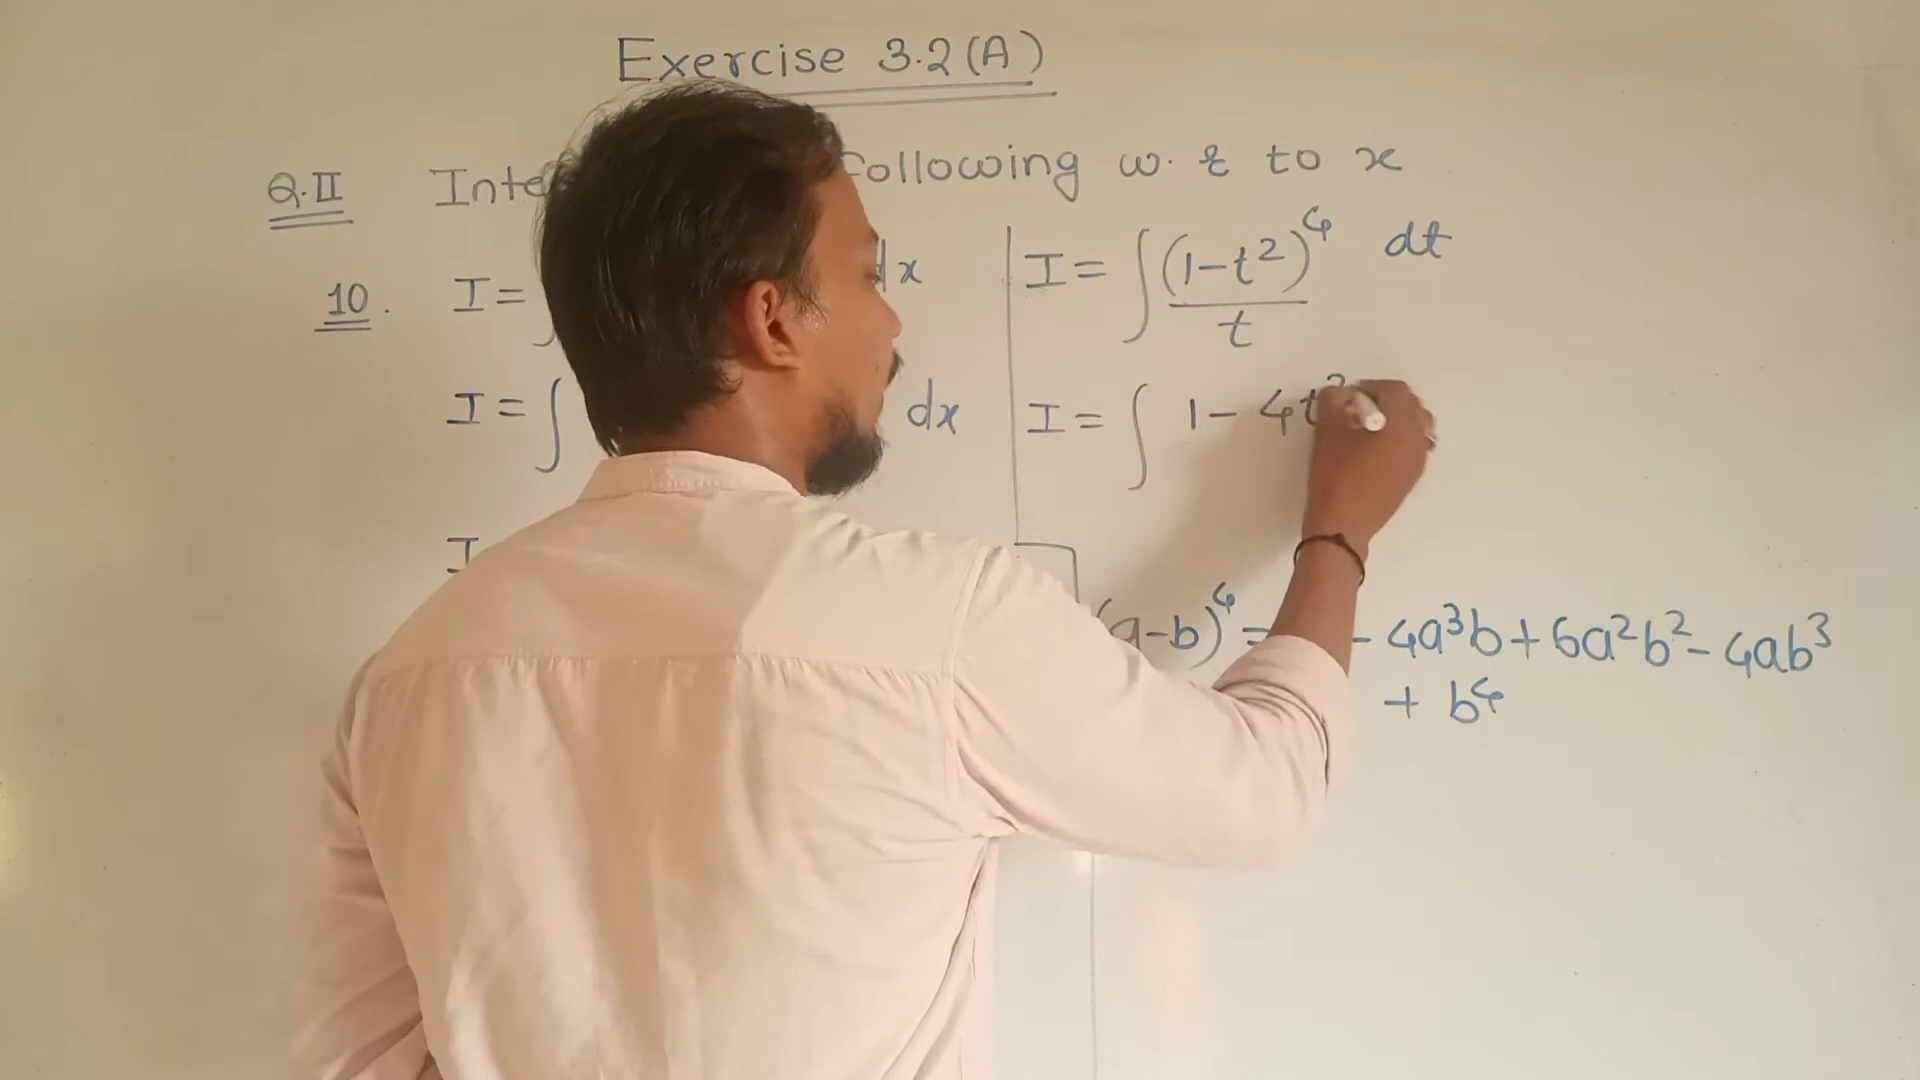 Exercise 3.2(A)
Q.II Inte following w.r to x
10. I = ∫ dx
I = ∫ dx
I
I = ∫ (1-t²)⁴/t dt
I = ∫ 1 - 4t²
(a-b)⁴ = - 4a³b + 6a²b² - 4ab³
+ b⁴